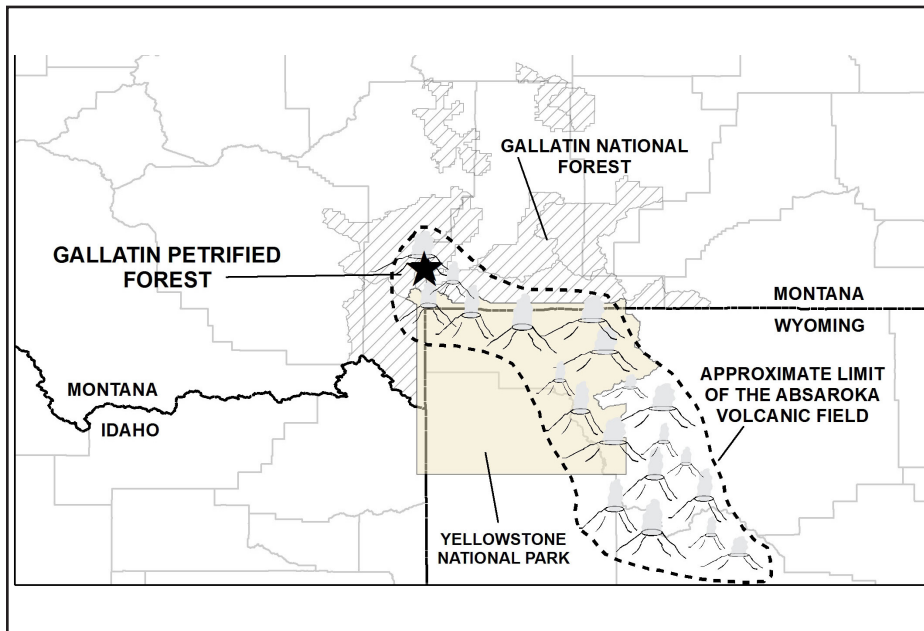 GALLATIN NATIONAL
FOREST
GALLATIN PETRIFIED
FOREST
MONTANA
WYOMING
MONTANA
IDAHO
APPROXIMATE LIMIT
OF THE ABSAROKA
VOLCANIC FIELD
YELLOWSTONE
NATIONAL PARK